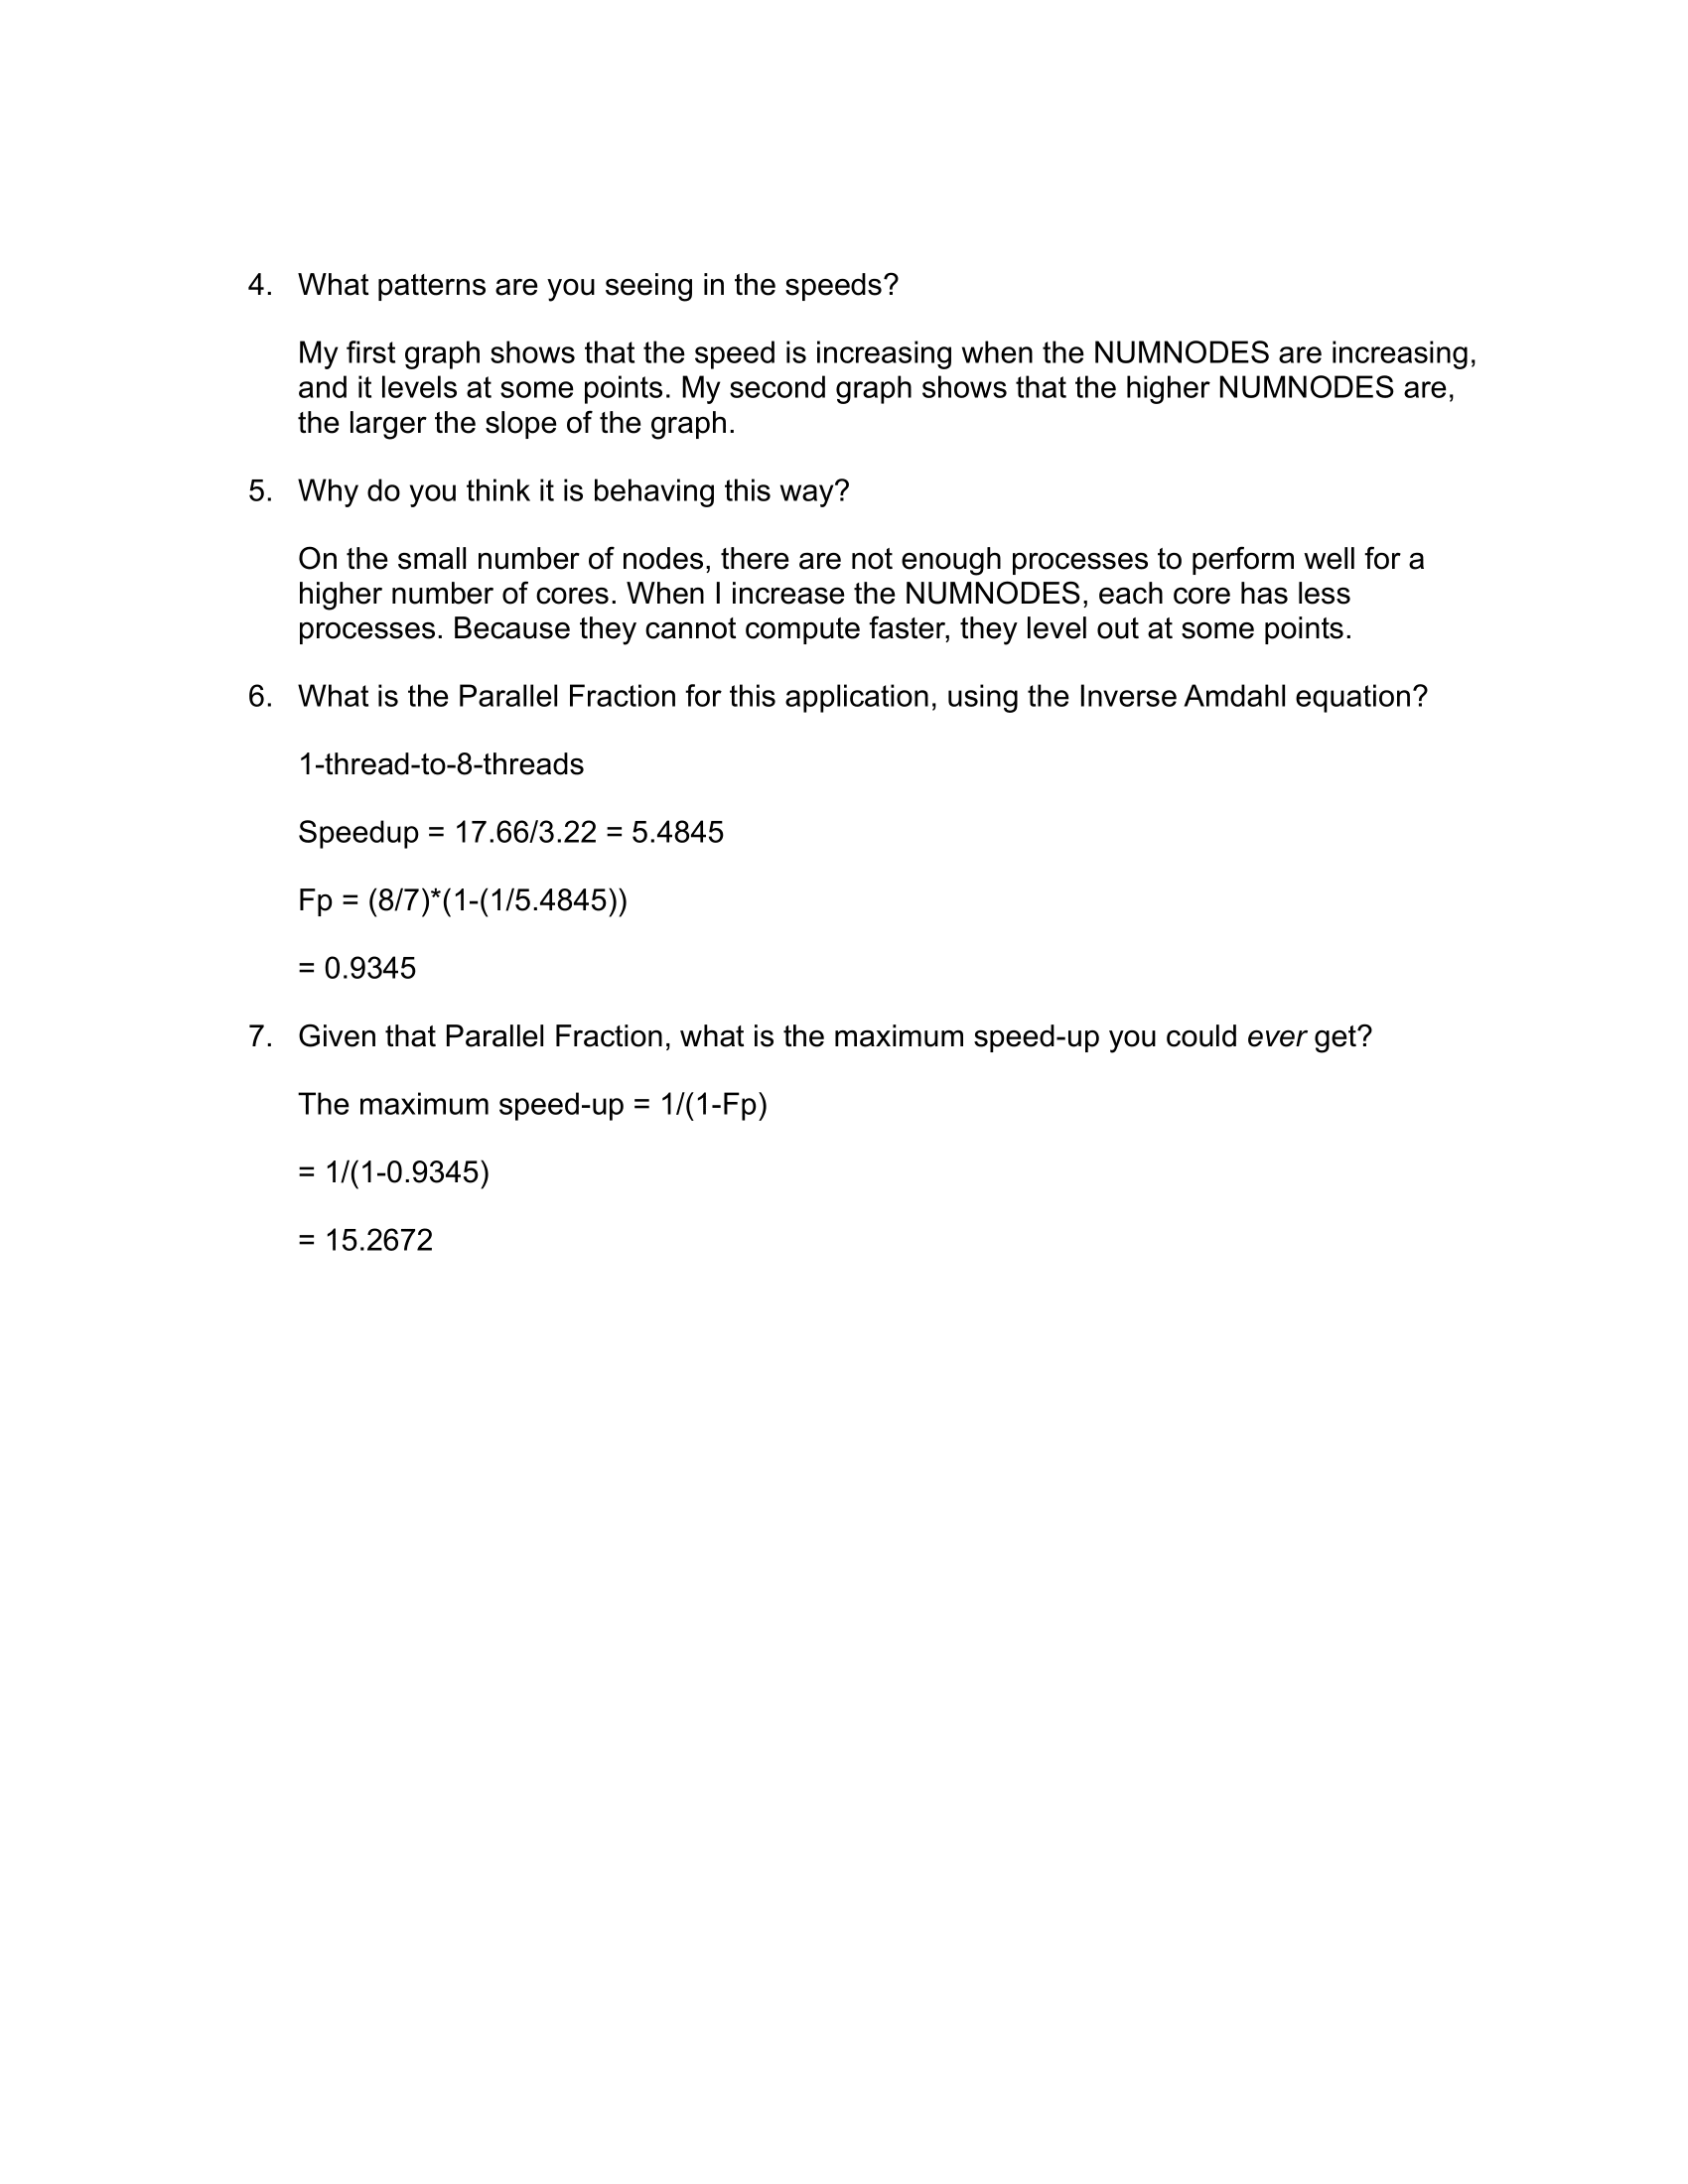 4. What patterns are you seeing in the speeds?
My first graph shows that the speed is increasing when the NUMNODES are increasing,
and it levels at some points. My second graph shows that the higher NUMNODES are,
the larger the slope of the graph.
5. Why do you think it is behaving this way?
On the small number of nodes, there are not enough processes to perform well for a
higher number of cores. When I increase the NUMNODES, each core has less
processes. Because they cannot compute faster, they level out at some points.
6. What is the Parallel Fraction for this application, using the Inverse Amdahl equation?
1-thread-to-8-threads
Speedup = 17.66/3.22 = 5.4845
Fp = (8/7)*(1-(1/5.4845))
= 0.9345
7. Given that Parallel Fraction, what is the maximum speed-up you could ever get?
The maximum speed-up = 1/(1-Fp)
= 1/(1-0.9345)
= 15.2672